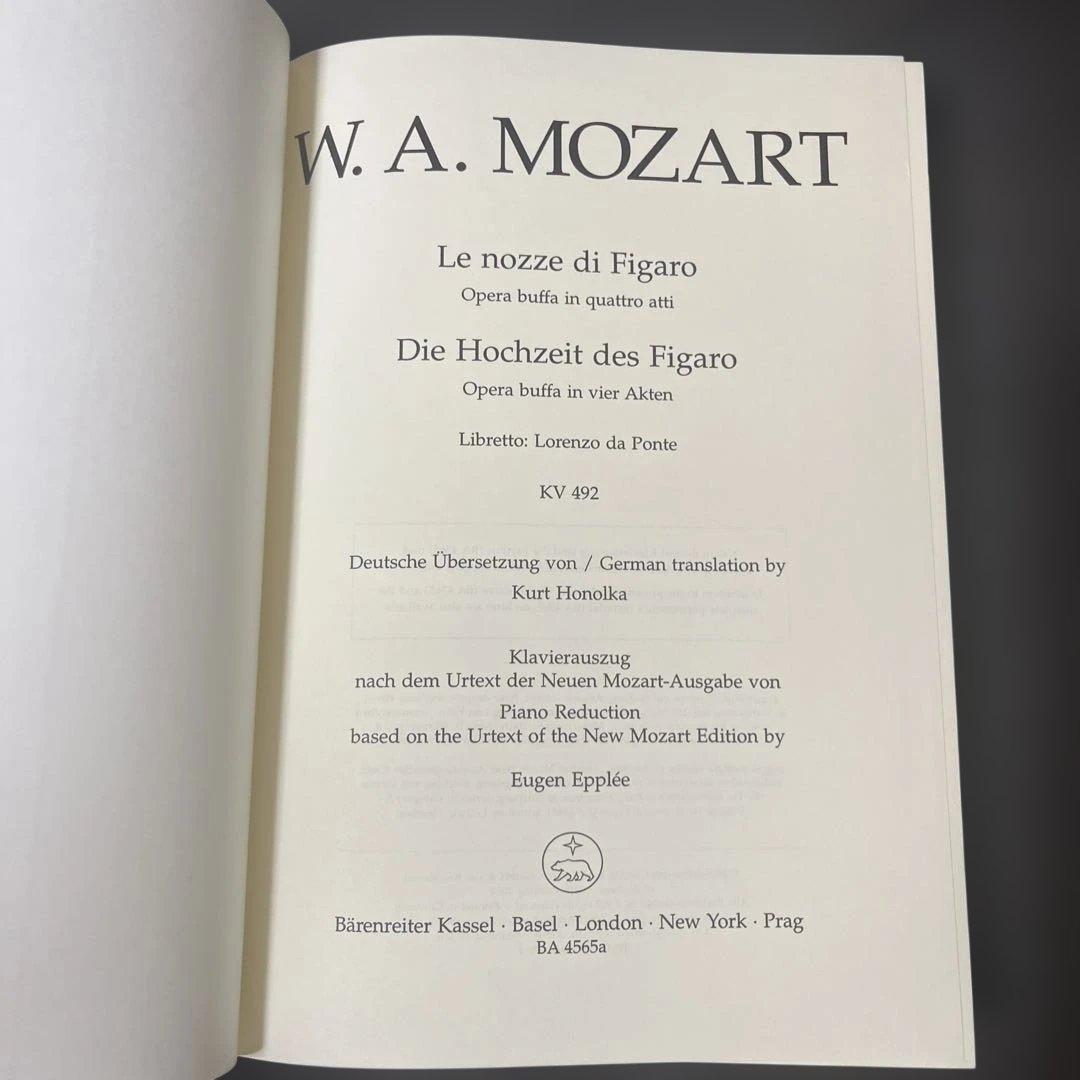 W. A. MOZART
Le nozze di Figaro
Opera buffa in quattro atti
Die Hochzeit des Figaro
Opera buffa in vier Akten
Libretto: Lorenzo da Ponte
KV 492
Deutsche Übersetzung von / German translation by
Kurt Honolka
Klavierauszug
nach dem Urtext der Neuen Mozart-Ausgabe von
Piano Reduction
based on the Urtext of the New Mozart Edition by
Eugen Epplée
Bärenreiter Kassel · Basel · London · New York · Prag
BA 4565a